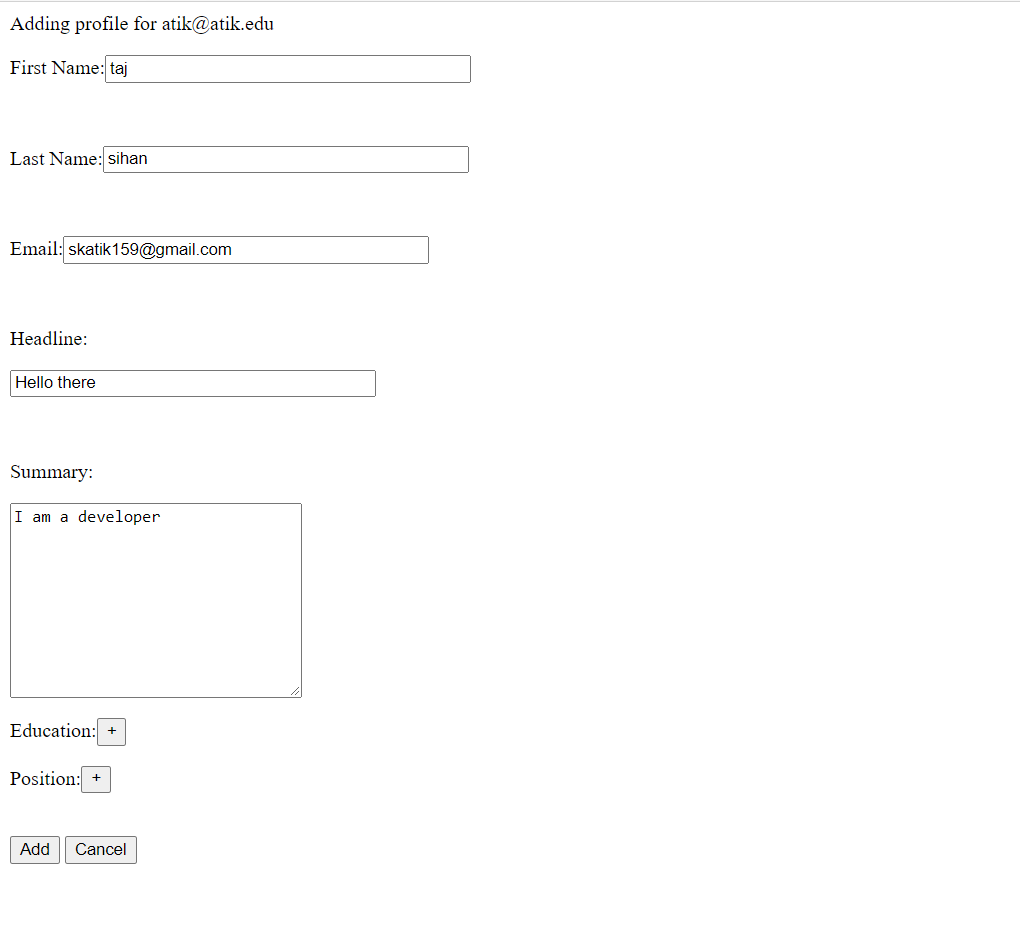 Adding profile for atik@atik.edu
First Name: taj
Last Name: sihan
Email: skatik159@gmail.com
Headline:
Hello there
Summary:
I am a developer
Education: +
Position: +
Add Cancel